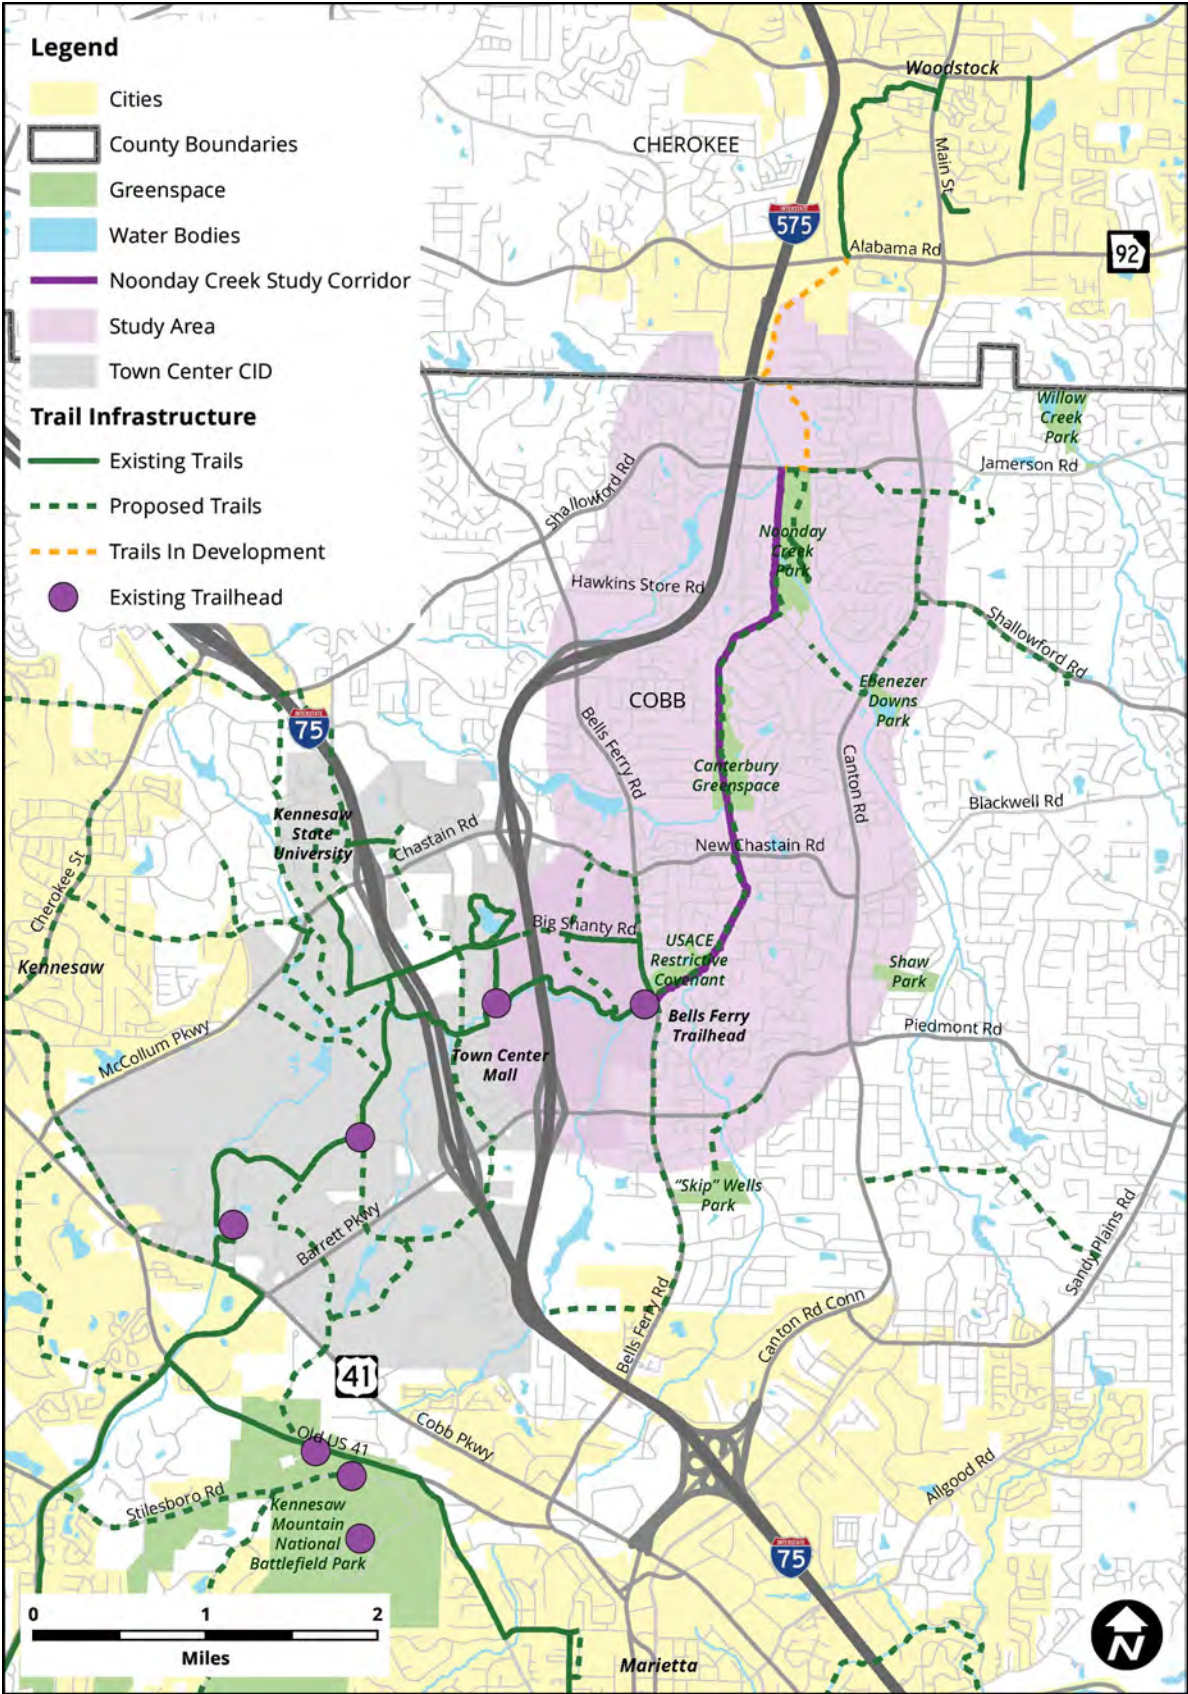 Legend
Cities
County Boundaries
Greenspace
Water Bodies
Noonday Creek Study Corridor
Study Area
Town Center CID
Trail Infrastructure
Existing Trails
Proposed Trails
Trails In Development
Existing Trailhead
Woodstock
CHEROKEE
Main St
INTERSTATE
575
Alabama Rd
92
Willow
Creek
Park
Jamerson Rd
Shallowford Rd
Noonday
Creek
Park
Hawkins Store Rd
Shallowford Rd
Ebenezer
Downs
Park
COBB
INTERSTATE
75
Bells Ferry Rd
Canterbury
Greenspace
Canton Rd
Blackwell Rd
Kennesaw
State
University
Chastain Rd
New Chastain Rd
Cherokee St
Big Shanty Rd
USACE
Restrictive
Covenant
Kennesaw
Shaw
Park
Bells Ferry
Trailhead
Piedmont Rd
McCollum Pkwy
Town Center
Mall
"Skip" Wells
Park
Barrett Pkwy
Sandy Plains Rd
Bells Ferry Rd
Canton Rd Conn
41
Cobb Pkwy
Old US 41
Allgood Rd
Stilesboro Rd
Kennesaw
Mountain
National
Battlefield Park
INTERSTATE
75
0 1 2
Miles
Marietta
N